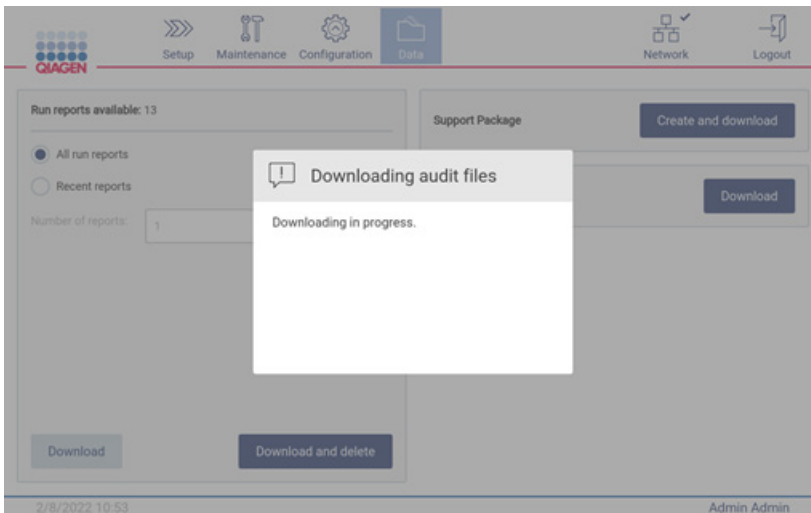 QIAGEN
Setup
Maintenance
Configuration
Data
Network
Logout
Run reports available: 13
All run reports
Recent reports
Number of reports:
1
Download
Download and delete
Support Package
Create and download
Download
Downloading audit files
Downloading in progress.
2/8/2022 10:53
Admin Admin